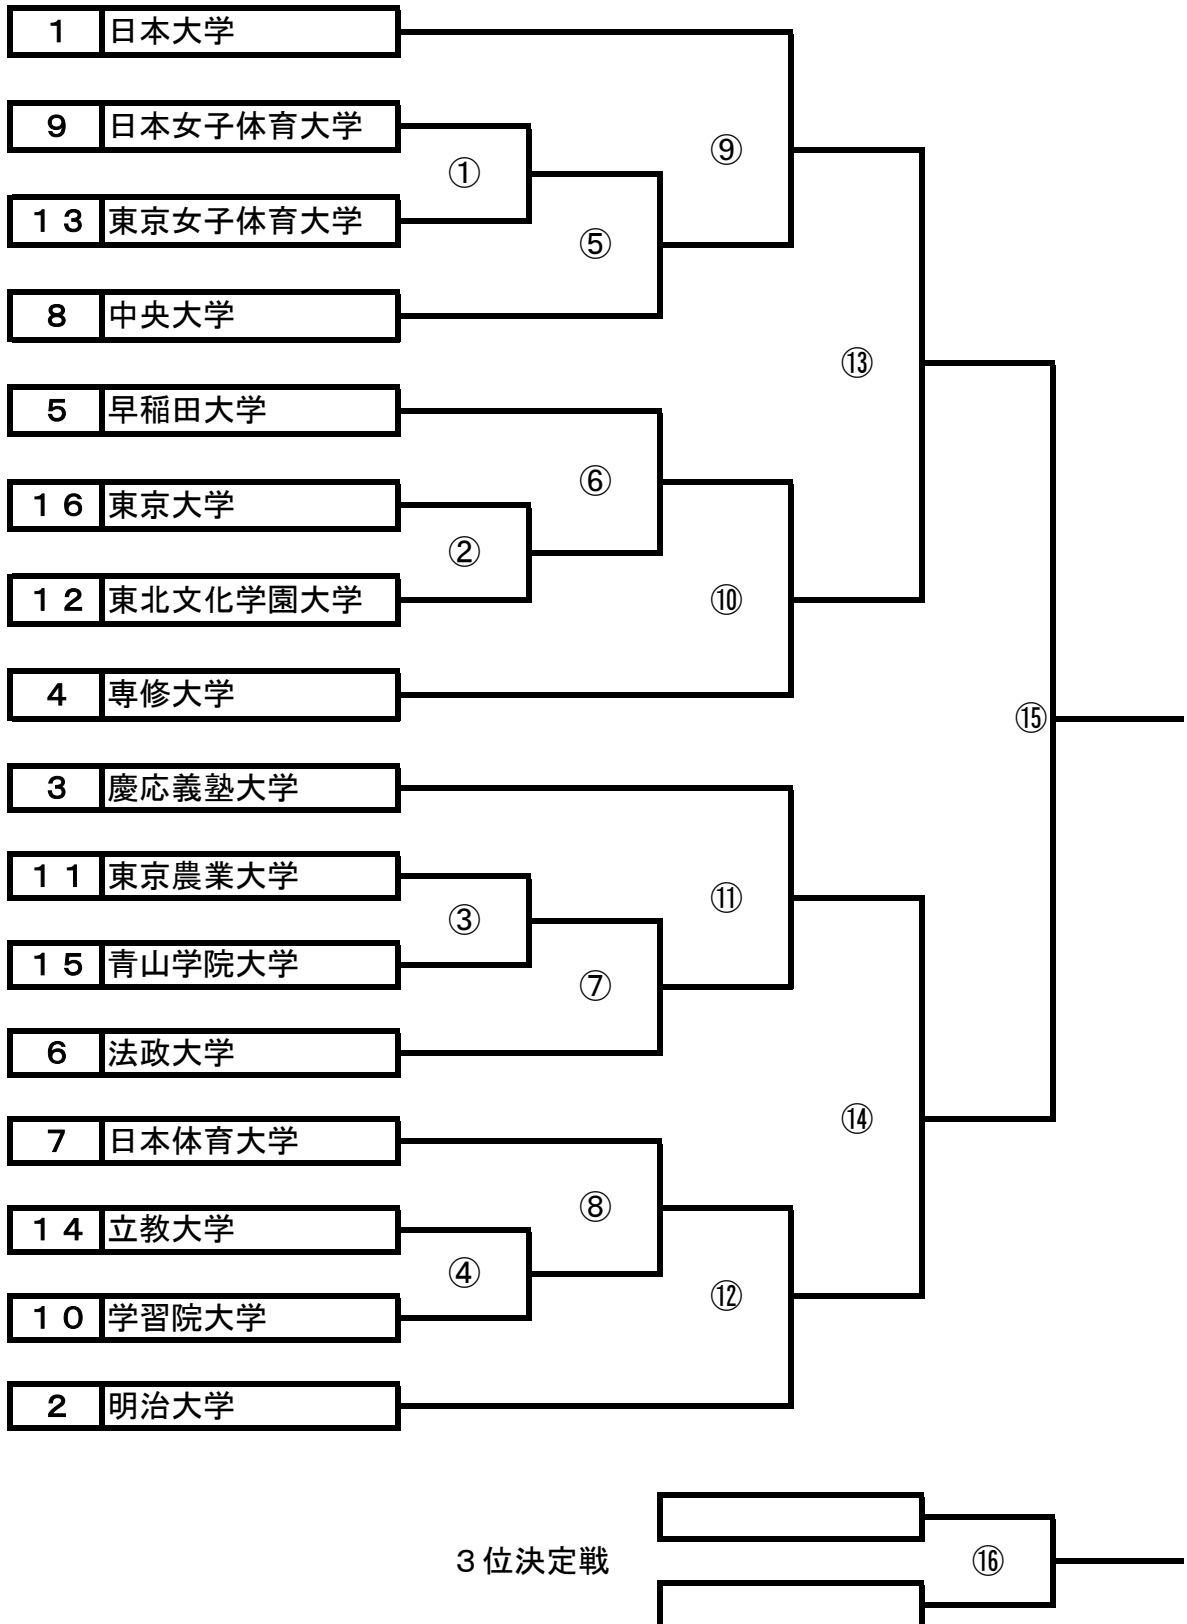 1 日本大学
⑨
9 日本女子体育大学
①
13 東京女子体育大学
⑤
8 中央大学
⑬
5 早稲田大学
⑥
16 東京大学
②
12 東北文化学園大学
⑩
4 専修大学
⑮
3 慶応義塾大学
11 東京農業大学
⑪
③
15 青山学院大学
⑦
6 法政大学
⑭
7 日本体育大学
⑧
14 立教大学
④
⑫
10 学習院大学
2 明治大学
3位決定戦 ⑯